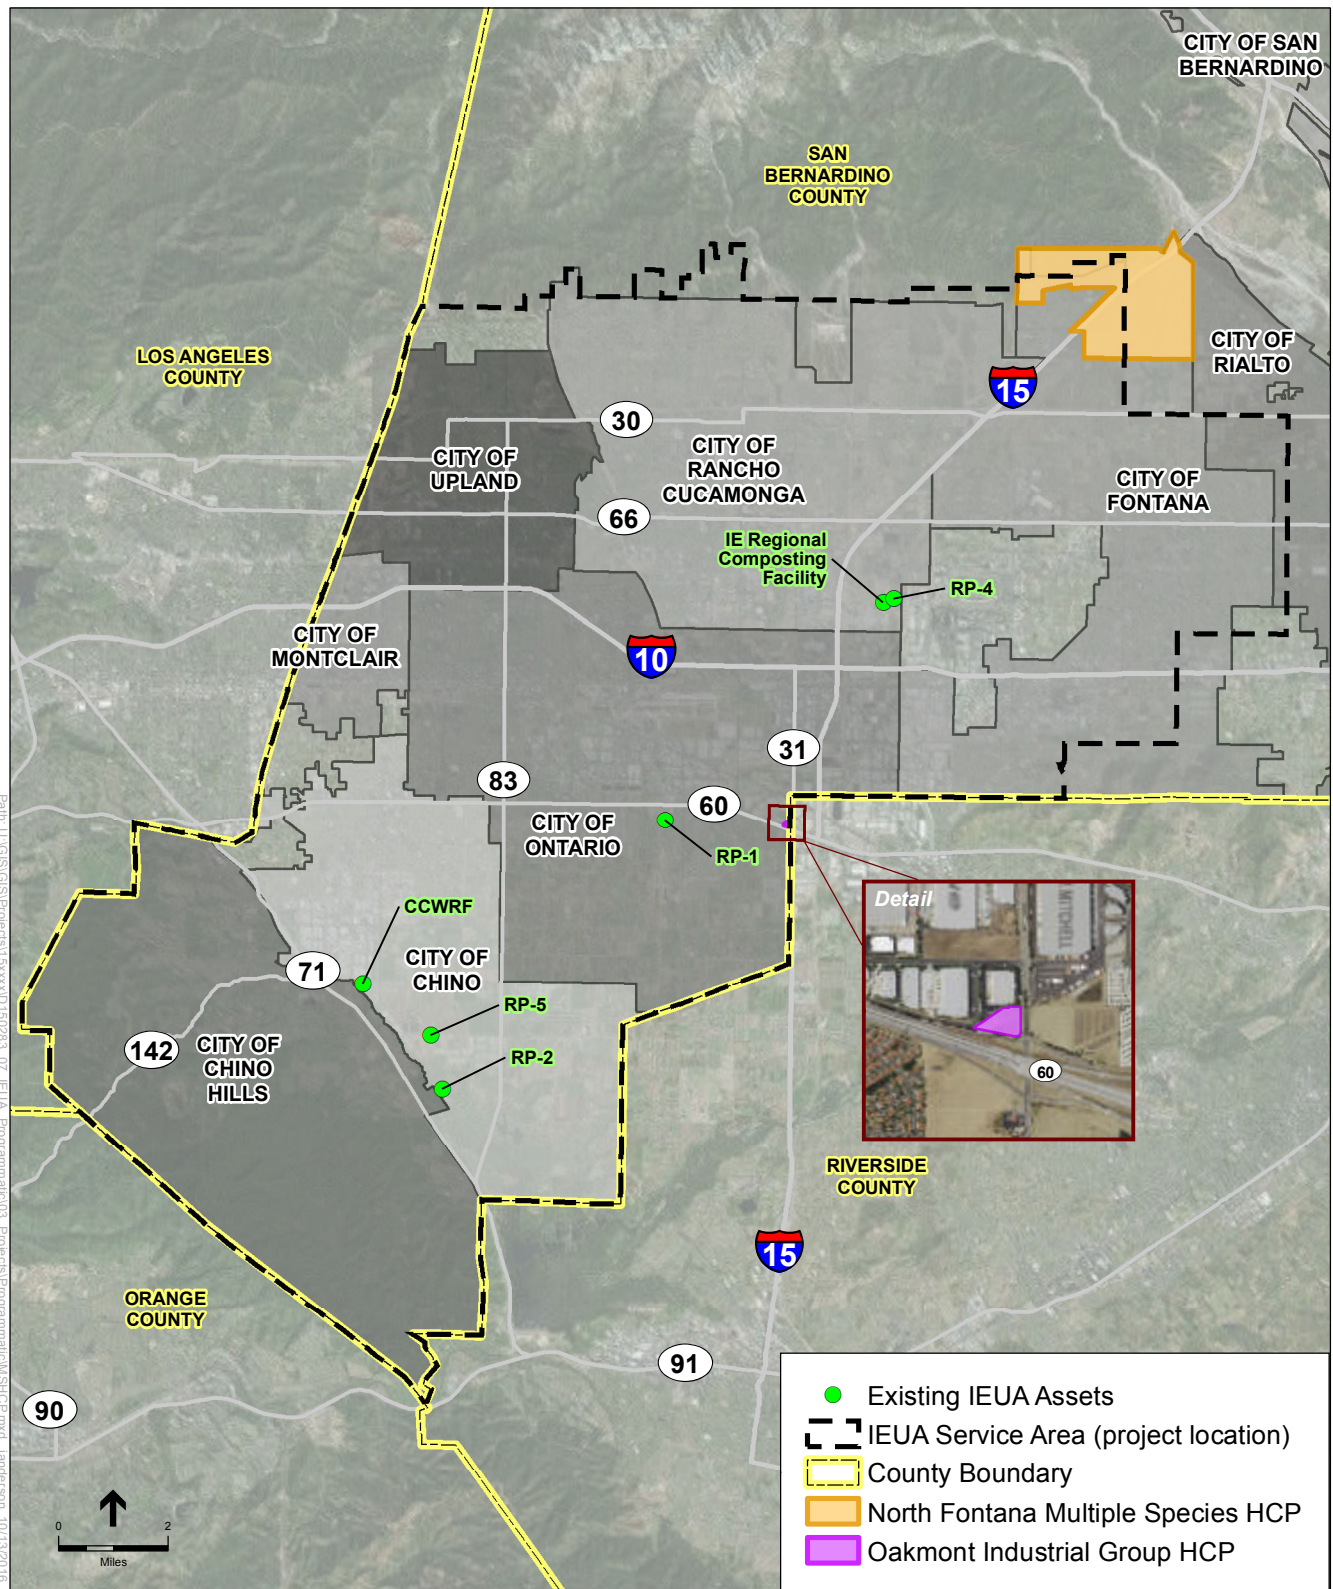 CITY OF SAN
BERNARDINO
SAN
BERNARDINO
COUNTY
LOS ANGELES
COUNTY
CITY OF
RIALTO
15
30
CITY OF
UPLAND
CITY OF
RANCHO
CUCAMONGA
CITY OF
FONTANA
66
IE Regional
Composting
Facility
RP-4
CITY OF
MONTCLAIR
10
31
83
60
CITY OF
ONTARIO
RP-1
Detail
MITCHELL
60
CCWRF
CITY OF
CHINO
71
RP-5
142
CITY OF
CHINO
HILLS
RP-2
RIVERSIDE
COUNTY
15
ORANGE
COUNTY
91
90
0 2
Miles
Existing IEUA Assets
IEUA Service Area (project location)
County Boundary
North Fontana Multiple Species HCP
Oakmont Industrial Group HCP